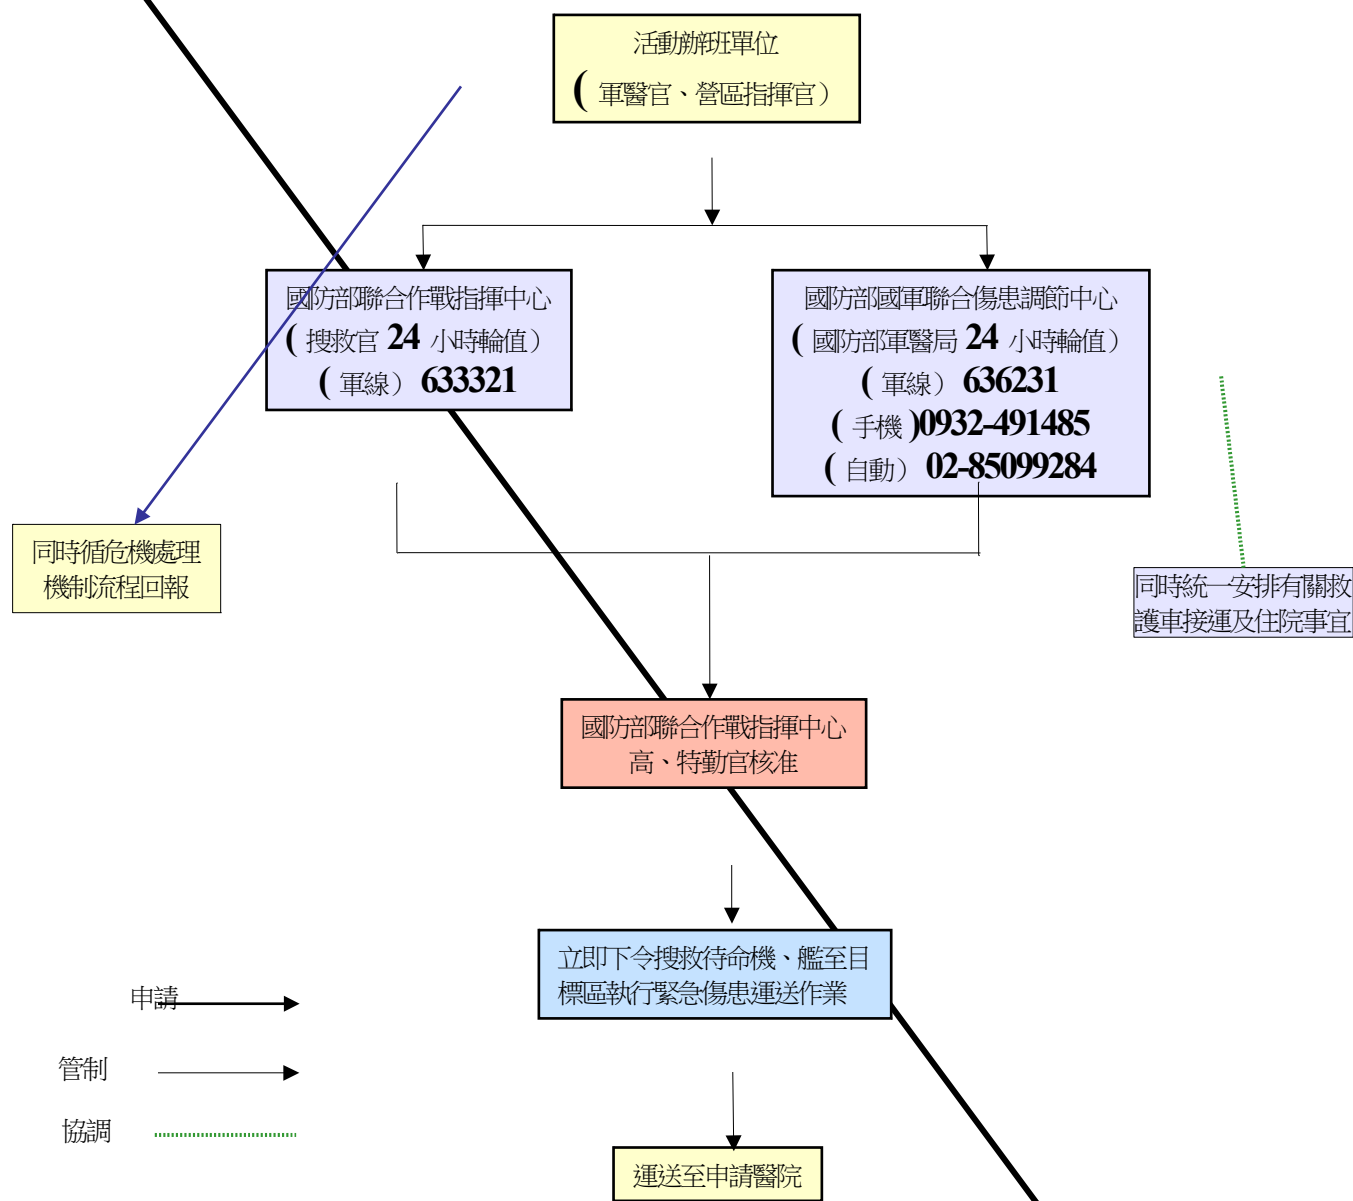 活動辦班單位
( 軍醫官、營區指揮官）
國防部聯合作戰指揮中心
( 搜救官 24 小時輪值）
( 軍線） 633321
國防部國軍聯合傷患調節中心
( 國防部軍醫局 24 小時輪值）
( 軍線） 636231
( 手機 )0932-491485
( 自動） 02-85099284
同時循危機處理
機制流程回報
同時統一安排有關救
護車接運及住院事宜
國防部聯合作戰指揮中心
高、特勤官核准
立即下令搜救待命機、艦至目
標區執行緊急傷患運送作業
申請
管制
協調
運送至申請醫院